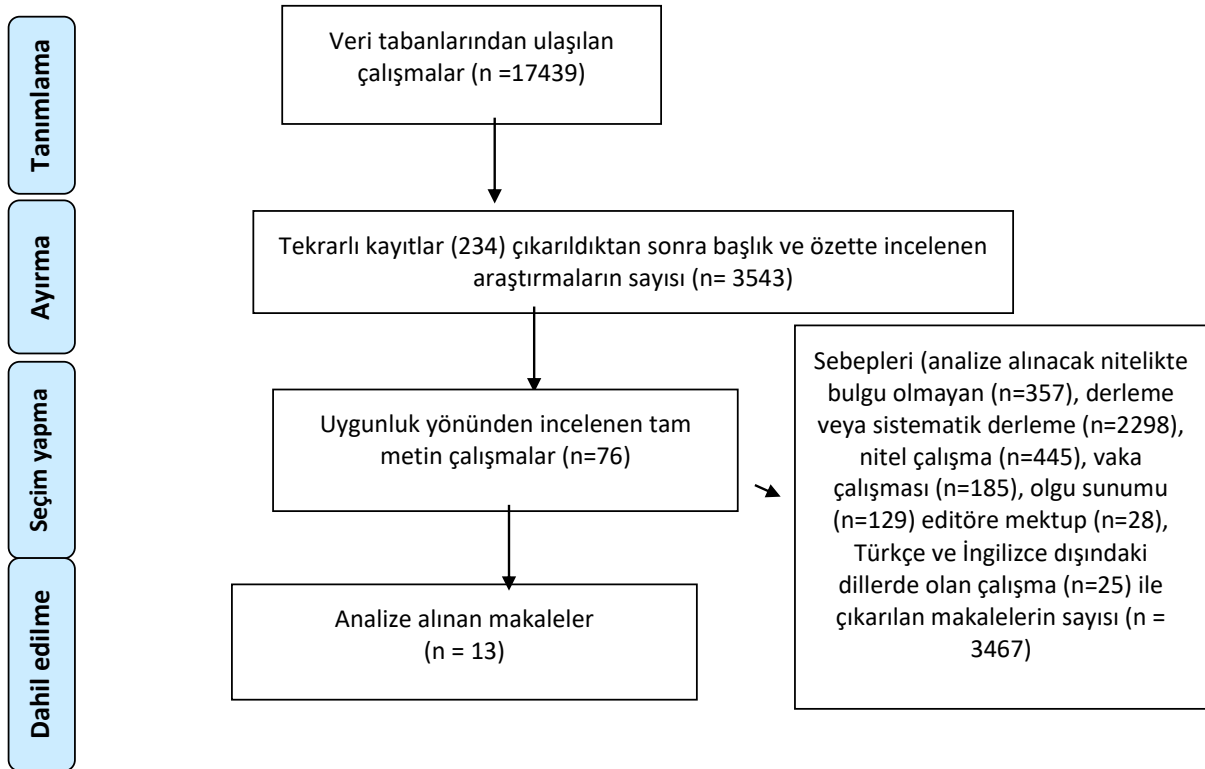 Tanımlama
Veri tabanlarından ulaşılan
çalışmalar (n =17439)
Ayırma
Tekrarlı kayıtlar (234) çıkarıldıktan sonra başlık ve özette incelenen
araştırmaların sayısı (n= 3543)
Seçim yapma
Uygunluk yönünden incelenen tam
metin çalışmalar (n=76)
Sebepleri (analize alınacak nitelikte
bulgu olmayan (n=357), derleme
veya sistematik derleme (n=2298),
nitel çalışma (n=445), vaka
çalışması (n=185), olgu sunumu
(n=129) editöre mektup (n=28),
Türkçe ve İngilizce dışındaki
dillerde olan çalışma (n=25) ile
çıkarılan makalelerin sayısı (n =
3467)
Dahil edilme
Analize alınan makaleler
(n = 13)